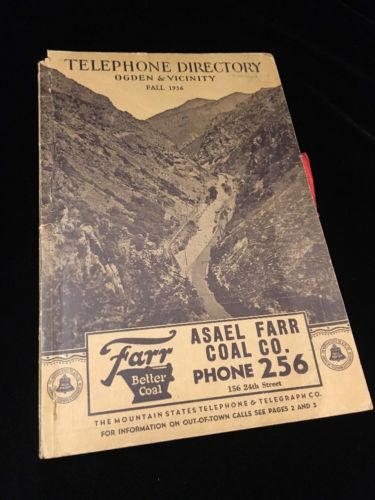 TELEPHONE DIRECTORY
OGDEN & VICINITY
FALL 1936
Farr
Better
Coal
ASAEL FARR
COAL CO.
PHONE 256
156 24th Street
THE MOUNTAIN STATES TELEPHONE & TELEGRAPH CO.
FOR INFORMATION ON OUT-OF-TOWN CALLS SEE PAGES 2 AND 3